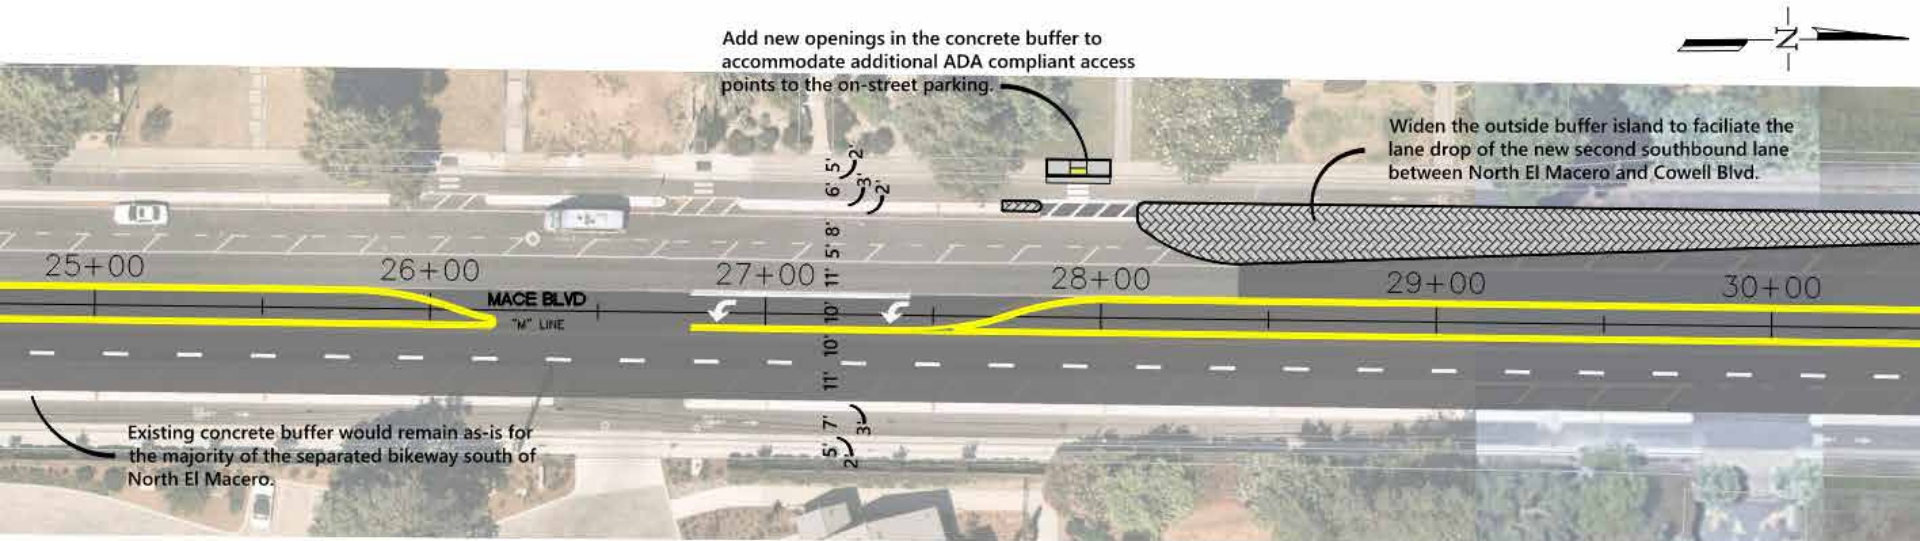 Add new openings in the concrete buffer to
accommodate additional ADA compliant access
points to the on-street parking.
N
Widen the outside buffer island to faciliate the
lane drop of the new second southbound lane
between North El Macero and Cowell Blvd.
5'
2'
6'
3'
2'
8'
5'
11'
10'
10'
11'
7'
3'
5'
2'
25+00
26+00
27+00
28+00
29+00
30+00
MACE BLVD
"M" LINE
Existing concrete buffer would remain as-is for
the majority of the separated bikeway south of
North El Macero.